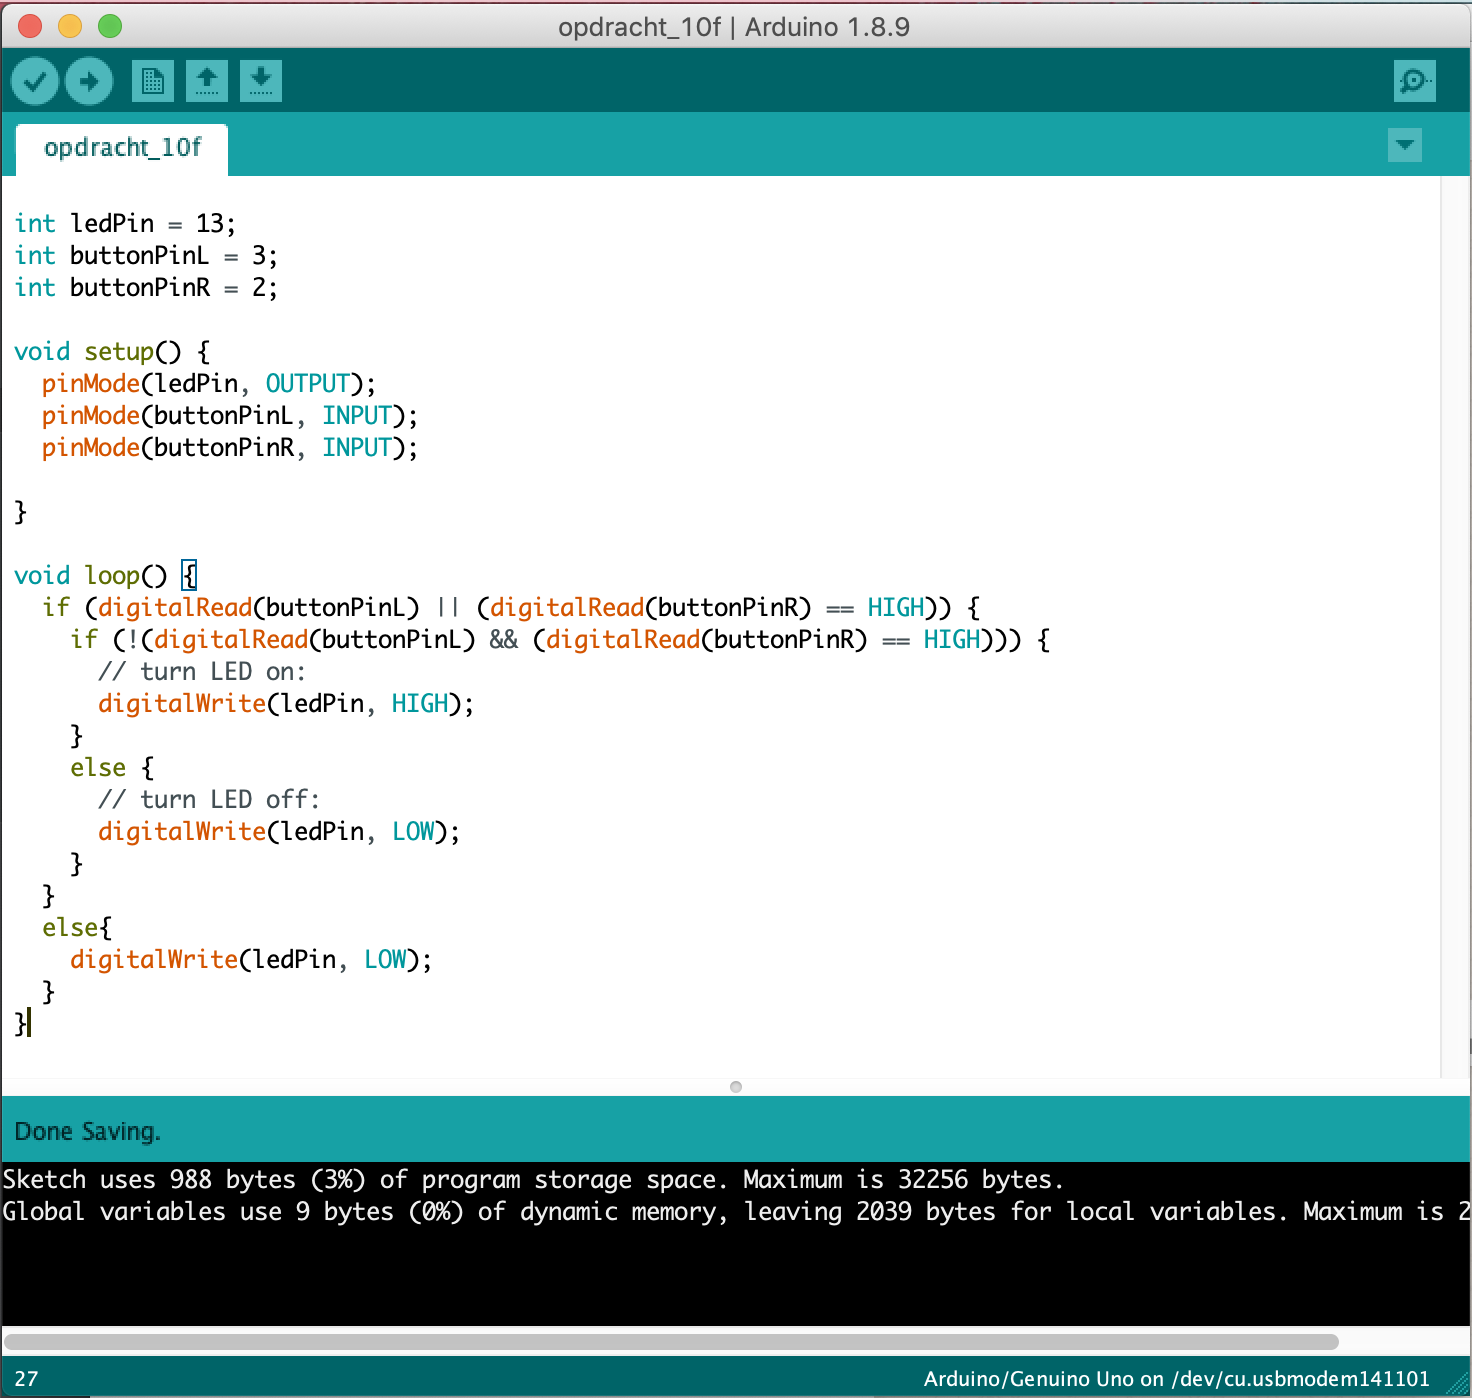 opdracht_10f | Arduino 1.8.9
opdracht_10f
int ledPin = 13;
int buttonPinL = 3;
int buttonPinR = 2;
void setup() {
  pinMode(ledPin, OUTPUT);
  pinMode(buttonPinL, INPUT);
  pinMode(buttonPinR, INPUT);
}
void loop() {
  if (digitalRead(buttonPinL) || (digitalRead(buttonPinR) == HIGH)) {
    if (!(digitalRead(buttonPinL) && (digitalRead(buttonPinR) == HIGH))) {
      // turn LED on:
      digitalWrite(ledPin, HIGH);
    }
    else {
      // turn LED off:
      digitalWrite(ledPin, LOW);
    }
  }
  else{
    digitalWrite(ledPin, LOW);
  }
}
Done Saving.
Sketch uses 988 bytes (3%) of program storage space. Maximum is 32256 bytes.
Global variables use 9 bytes (0%) of dynamic memory, leaving 2039 bytes for local variables. Maximum is 2
27
Arduino/Genuino Uno on /dev/cu.usbmodem141101